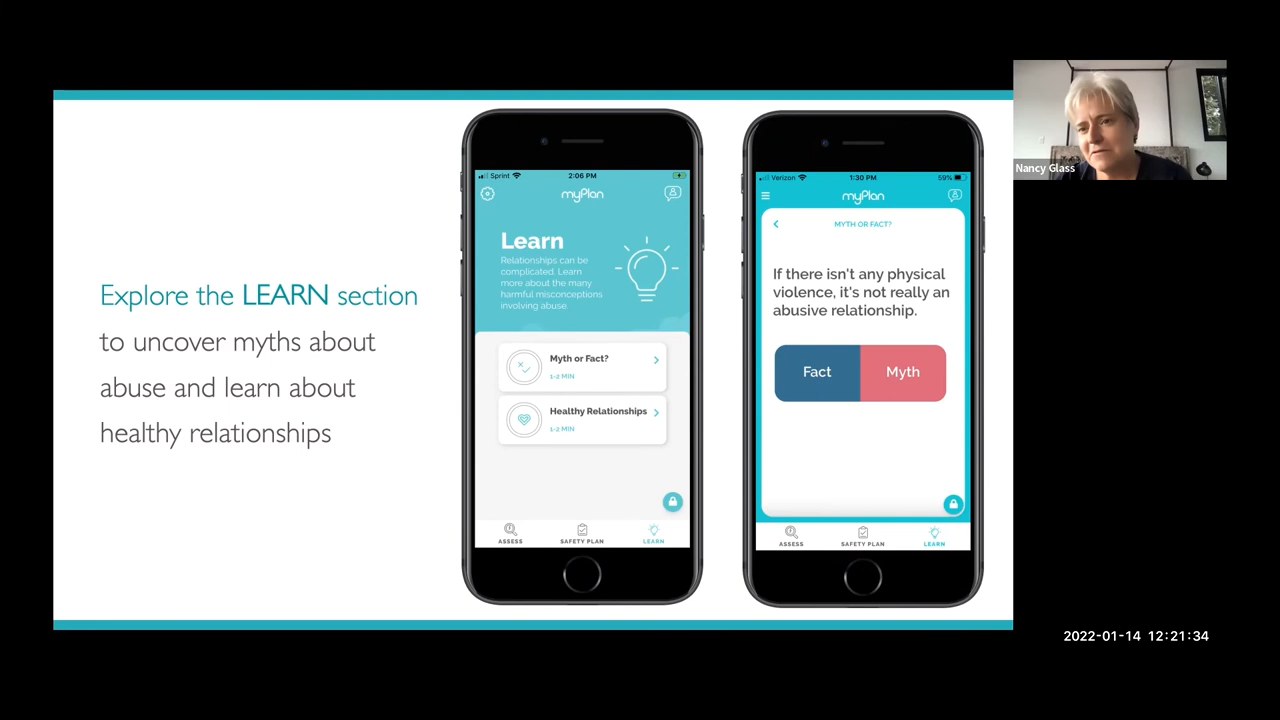 Explore the LEARN section
to uncover myths about
abuse and learn about
healthy relationships
Sprint
2:06 PM
myPlan
Learn
Relationships can be
complicated. Learn
more about the many
harmful misconceptions
involving abuse.
Myth or Fact?
1-2 MIN
Healthy Relationships
1-2 MIN
ASSESS
SAFETY PLAN
LEARN
Verizon
1:30 PM
59%
myPlan
MYTH OR FACT?
If there isn't any physical
violence, it's not really an
abusive relationship.
Fact
Myth
ASSESS
SAFETY PLAN
LEARN
Nancy Glass
2022-01-14 12:21:34